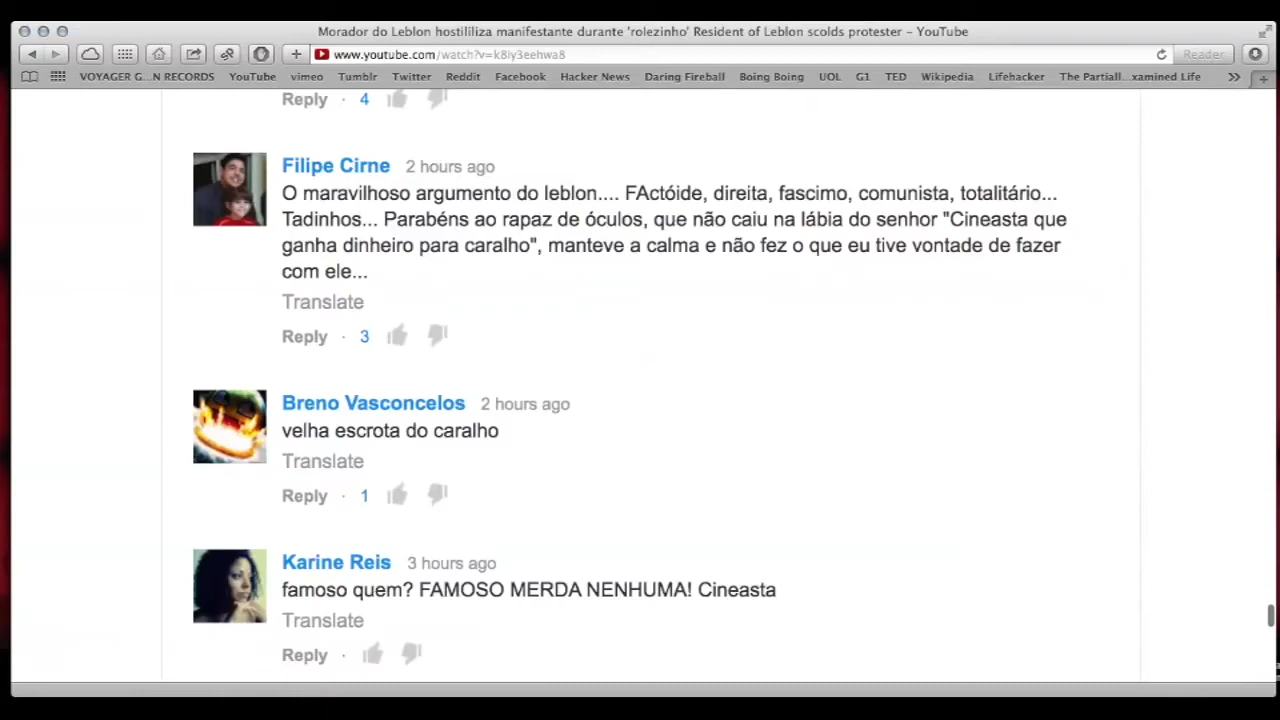 Morador do Leblon hostililiza manifestante durante 'rolezinho' Resident of Leblon scolds protester – YouTube
www.youtube.com/watch?v=k8iy3eehwa8
Reader
VOYAGER G...N RECORDS YouTube vimeo Tumblr Twitter Reddit Facebook Hacker News Daring Fireball Boing Boing UOL G1 TED Wikipedia Lifehacker The Partiall...xamined Life
Reply · 4
Filipe Cirne 2 hours ago
O maravilhoso argumento do leblon.... FActóide, direita, fascimo, comunista, totalitário...
Tadinhos... Parabéns ao rapaz de óculos, que não caiu na lábia do senhor "Cineasta que
ganha dinheiro para caralho", manteve a calma e não fez o que eu tive vontade de fazer
com ele...
Translate
Reply · 3
Breno Vasconcelos 2 hours ago
velha escrota do caralho
Translate
Reply · 1
Karine Reis 3 hours ago
famoso quem? FAMOSO MERDA NENHUMA! Cineasta
Translate
Reply ·